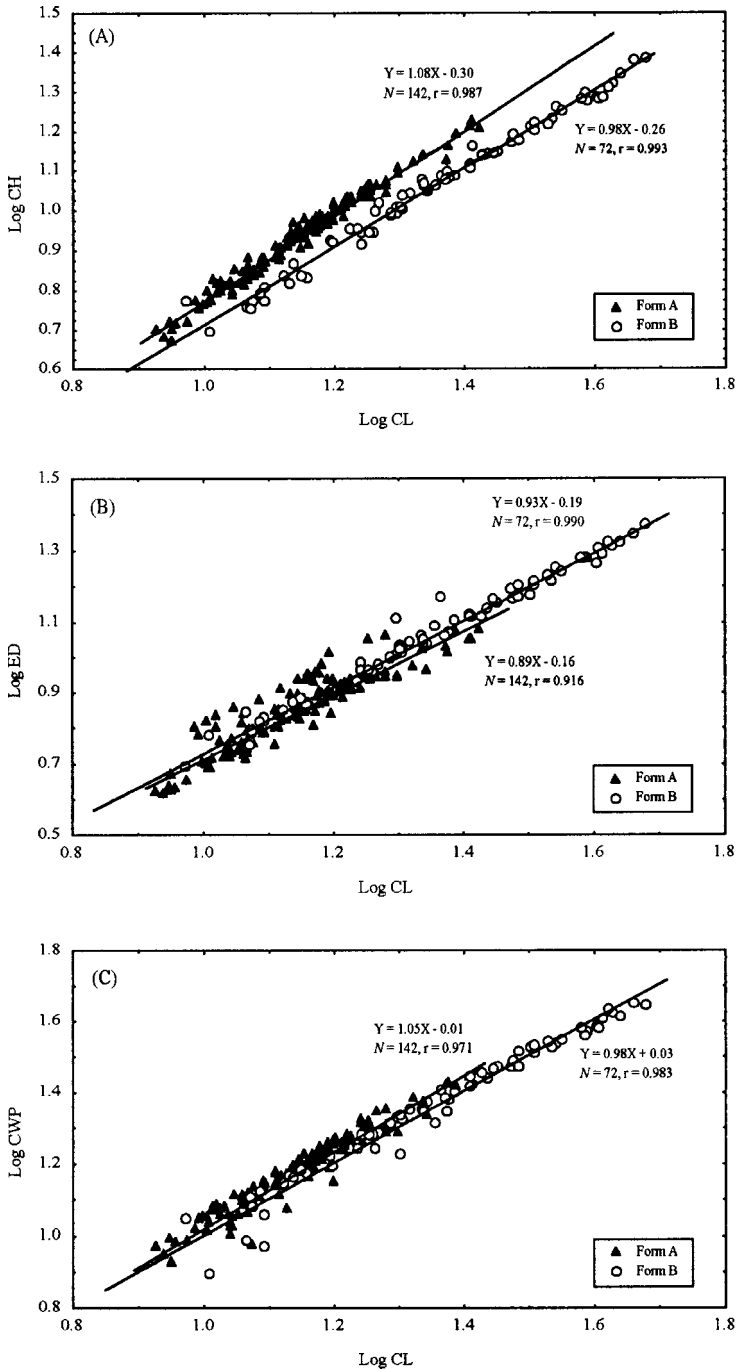 (A)
Y = 1.08X - 0.30
N = 142, r = 0.987
Y = 0.98X - 0.26
N = 72, r = 0.993
Form A
Form B
1.5
1.4
1.3
1.2
1.1
1.0
0.9
0.8
0.7
0.6
Log CH
0.8 1.0 1.2 1.4 1.6 1.8
Log CL
(B)
Y = 0.93X - 0.19
N = 72, r = 0.990
Y = 0.89X - 0.16
N = 142, r = 0.916
Form A
Form B
1.5
1.3
1.1
0.9
0.7
0.5
Log ED
0.8 1.0 1.2 1.4 1.6 1.8
Log CL
(C)
Y = 1.05X - 0.01
N = 142, r = 0.971
Y = 0.98X + 0.03
N = 72, r = 0.983
Form A
Form B
1.8
1.6
1.4
1.2
1.0
0.8
Log CWP
0.8 1.0 1.2 1.4 1.6 1.8
Log CL